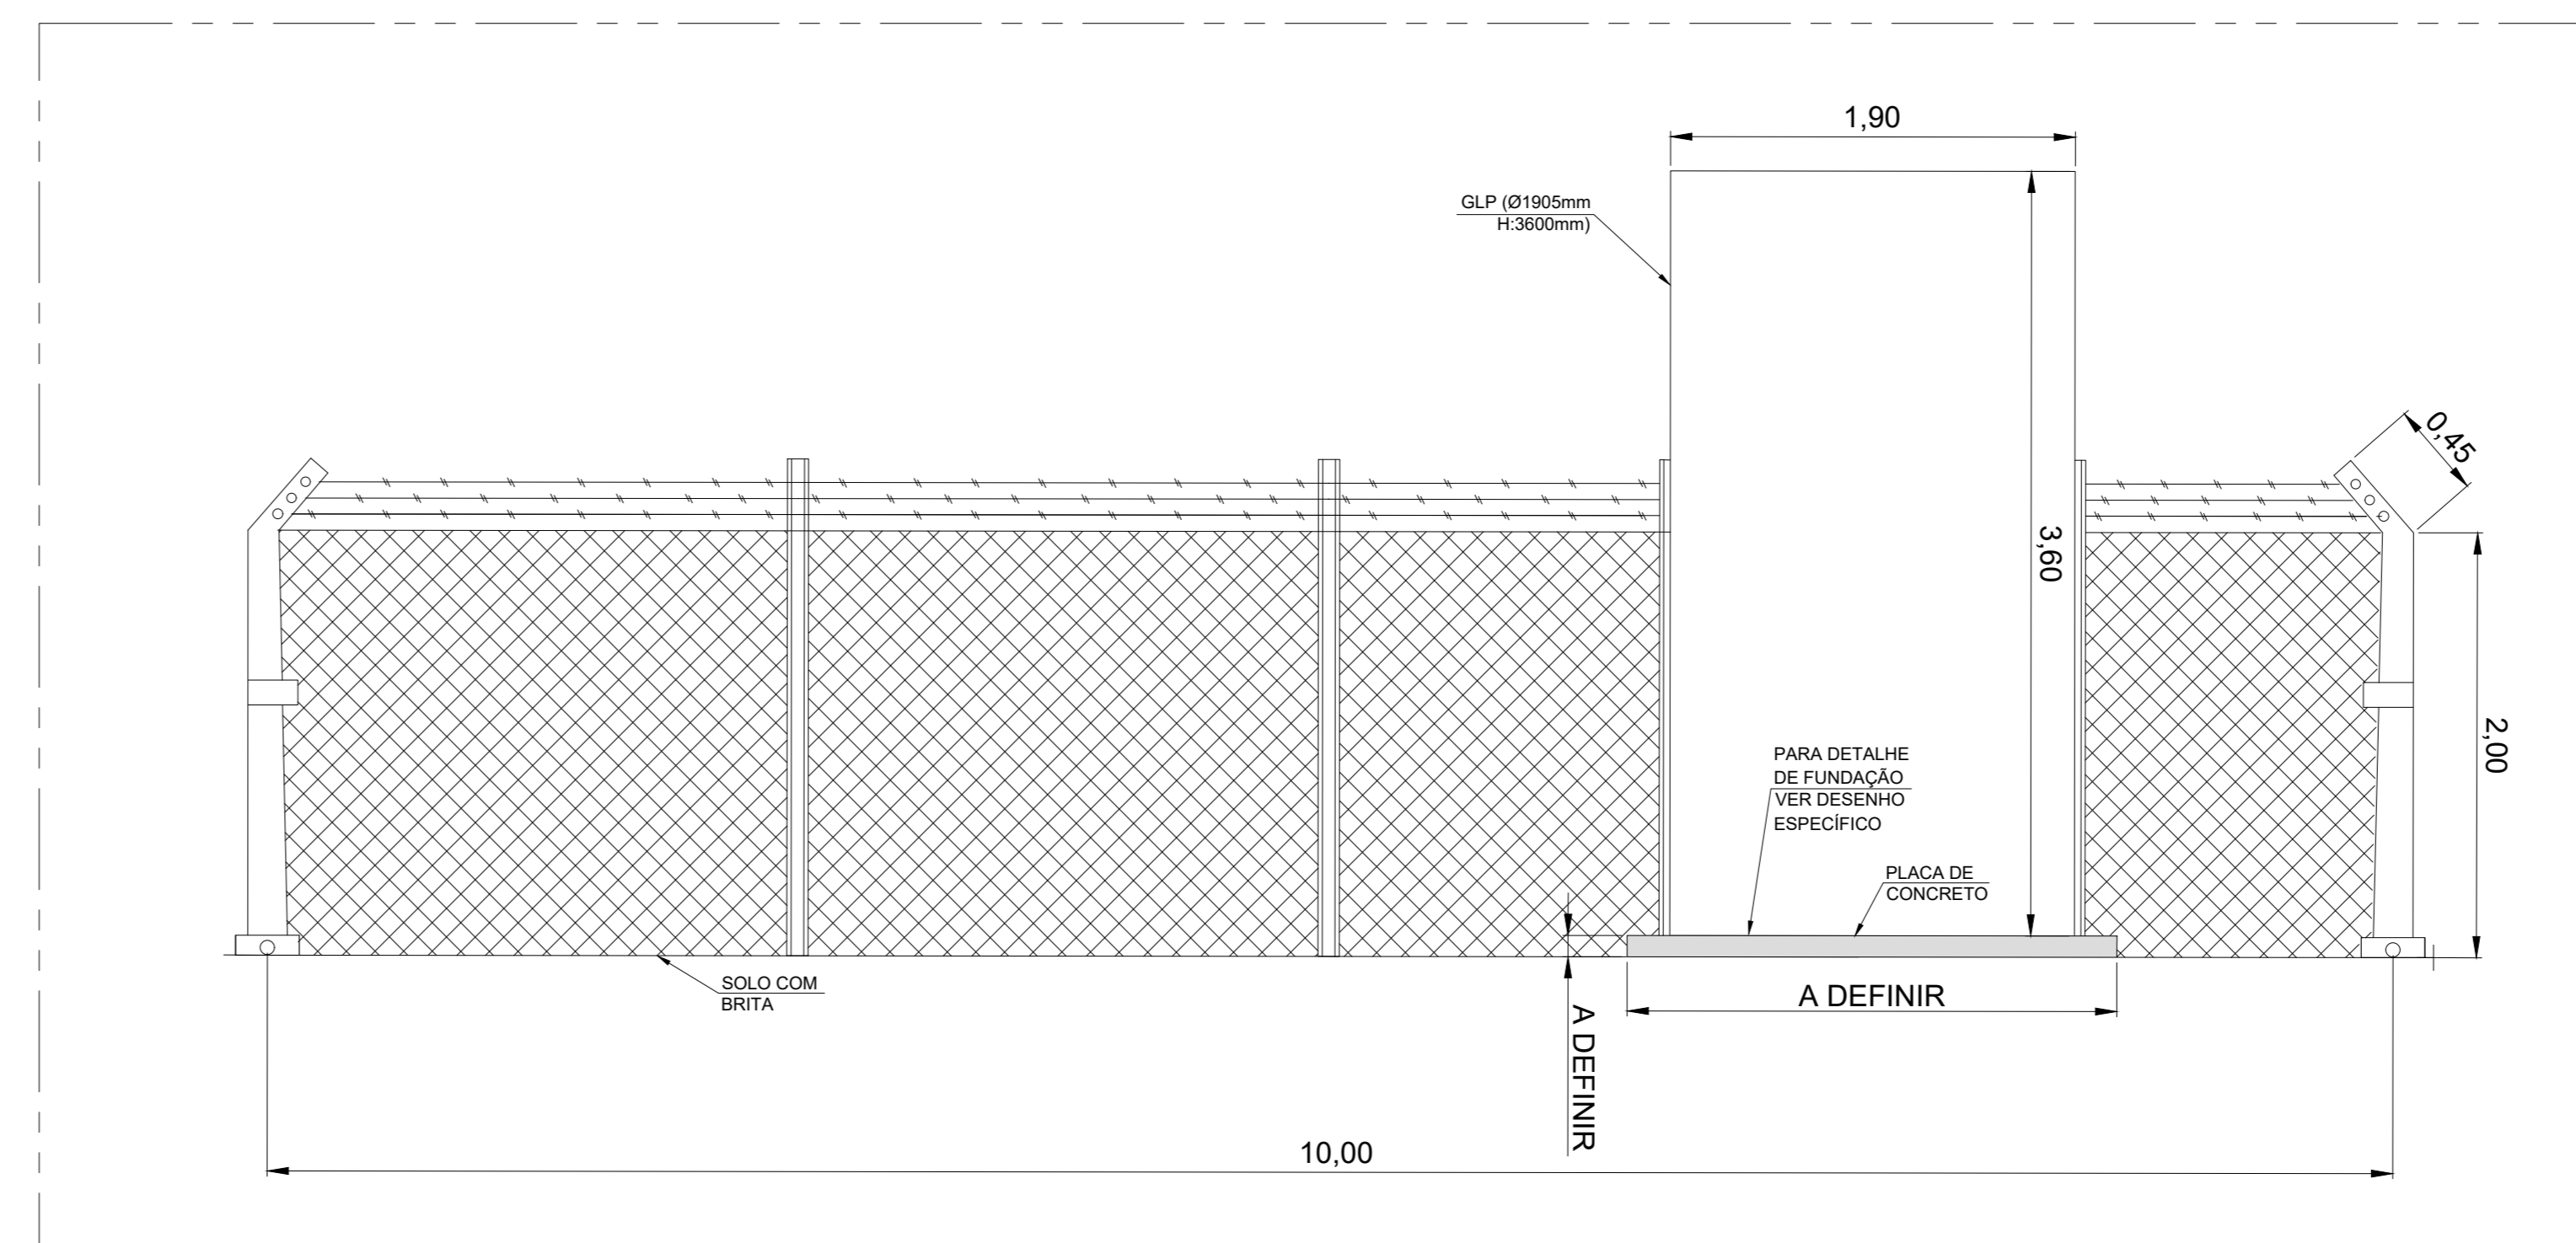 1,90
GLP (Ø1905mm
H:3600mm)
0,45
3,60
2,00
PARA DETALHE
DE FUNDAÇÃO
VER DESENHO
ESPECÍFICO
PLACA DE
CONCRETO
SOLO COM
BRITA
A DEFINIR
A DEFINIR
10,00